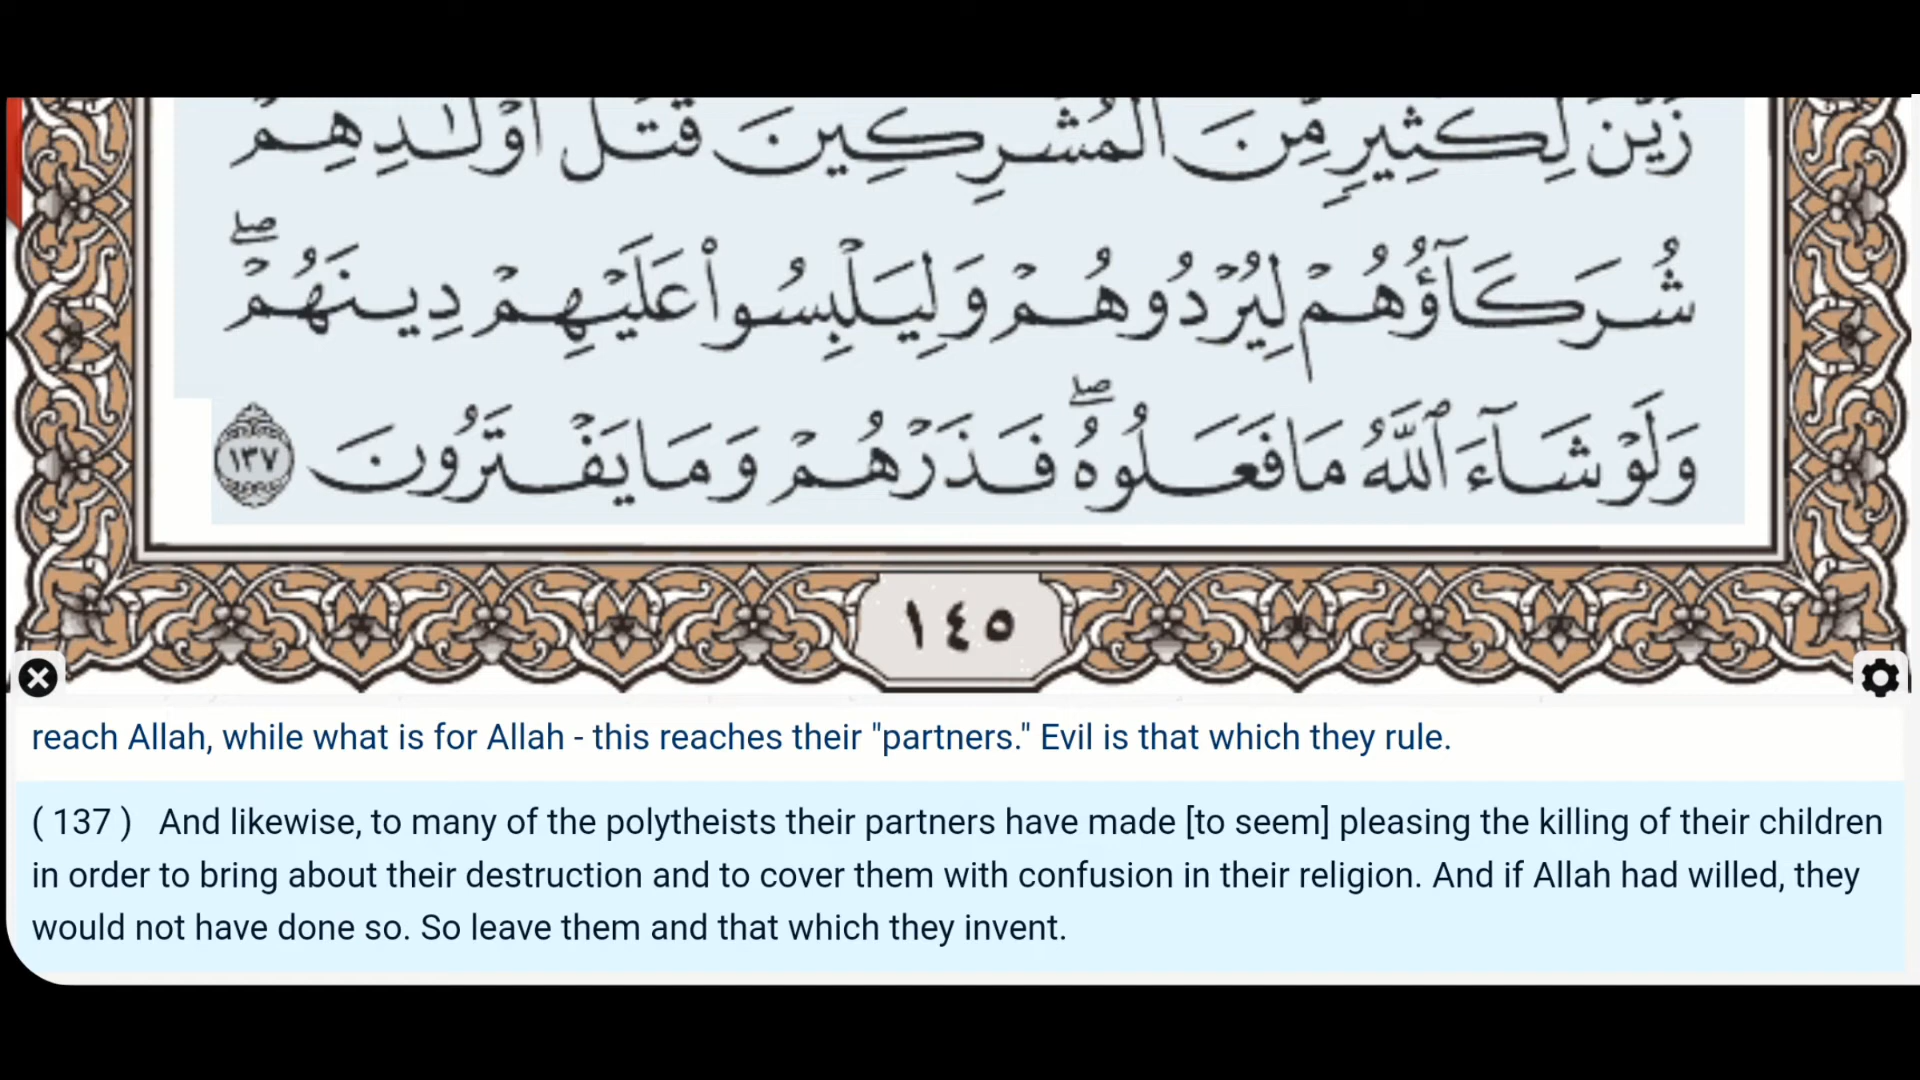 زَيَّنَ لِكَثِيرٍ مِّنَ الْمُشْرِكِينَ قَتْلَ أَوْلَٰدِهِمْ
شُرَكَآؤُهُمْ لِيُرْدُوهُمْ وَلِيَلْبِسُوا۟ عَلَيْهِمْ دِينَهُمْ ۖ
وَلَوْ شَآءَ ٱللَّهُ مَا فَعَلُوهُ ۖ فَذَرْهُمْ وَمَا يَفْتَرُونَ ١٣٧
١٤٥
reach Allah, while what is for Allah - this reaches their "partners." Evil is that which they rule.
( 137 ) And likewise, to many of the polytheists their partners have made [to seem] pleasing the killing of their children
in order to bring about their destruction and to cover them with confusion in their religion. And if Allah had willed, they
would not have done so. So leave them and that which they invent.